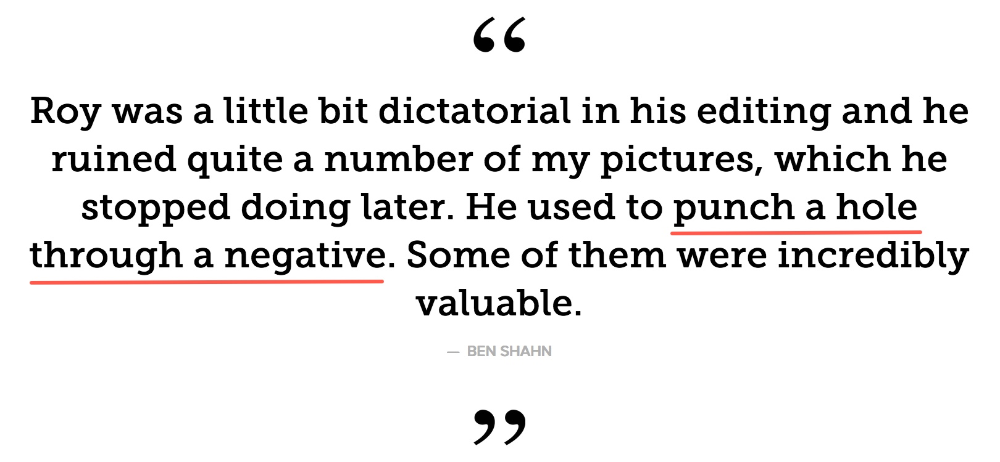 “
Roy was a little bit dictatorial in his editing and he
ruined quite a number of my pictures, which he
stopped doing later. He used to punch a hole
through a negative. Some of them were incredibly
valuable.
— BEN SHAHN
”